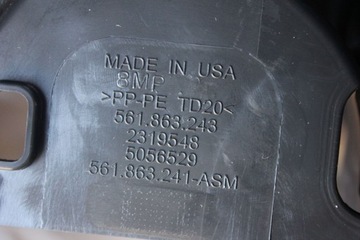 MADE IN USA
8MP
>PP-PE TD20<
561.863.243
2319548
5056529
561.863.241-ASM